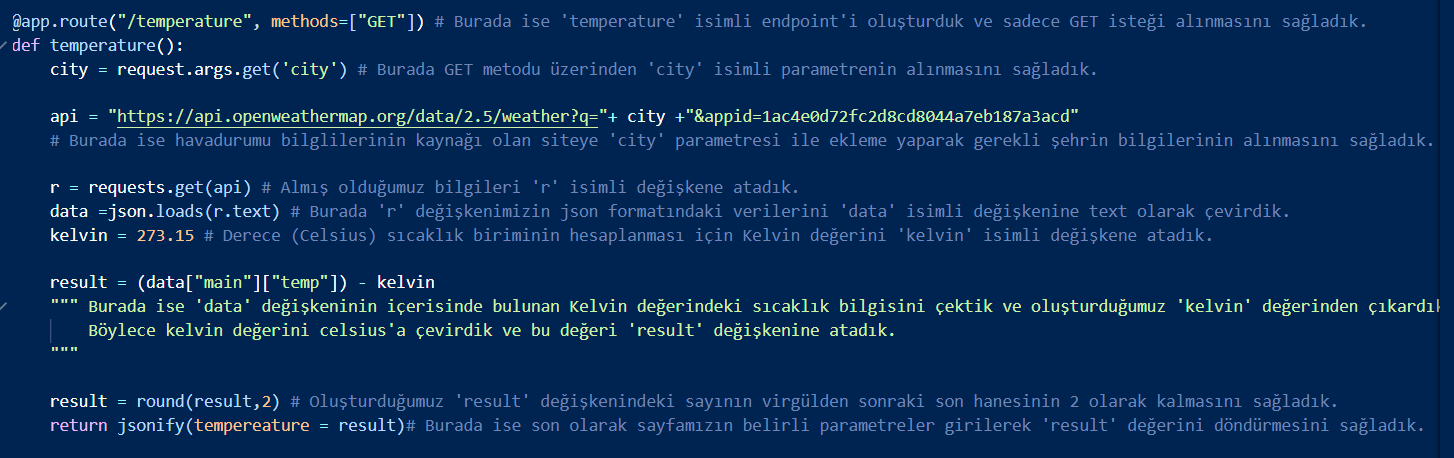 @app.route("/temperature", methods=["GET"]) # Burada ise 'temperature' isimli endpoint'i oluşturduk ve sadece GET isteği alınmasını sağladık.
def temperature():
    city = request.args.get('city') # Burada GET metodu üzerinden 'city' isimli parametrenin alınmasını sağladık.
    api = "https://api.openweathermap.org/data/2.5/weather?q="+ city +"&appid=1ac4e0d72fc2d8cd8044a7eb187a3acd"
    # Burada ise havadurumu bilglilerinin kaynağı olan siteye 'city' parametresi ile ekleme yaparak gerekli şehrin bilgilerinin alınmasını sağladık.
    r = requests.get(api) # Almış olduğumuz bilgileri 'r' isimli değişkene atadık.
    data =json.loads(r.text) # Burada 'r' değişkenimizin json formatındaki verilerini 'data' isimli değişkenine text olarak çevirdik.
    kelvin = 273.15 # Derece (Celsius) sıcaklık biriminin hesaplanması için Kelvin değerini 'kelvin' isimli değişkene atadık.
    result = (data["main"]["temp"]) - kelvin
    """ Burada ise 'data' değişkeninin içerisinde bulunan Kelvin değerindeki sıcaklık bilgisini çektik ve oluşturduğumuz 'kelvin' değerinden çıkardı
        Böylece kelvin değerini celsius'a çevirdik ve bu değeri 'result' değişkenine atadık.
    """
    result = round(result,2) # Oluşturduğumuz 'result' değişkenindeki sayının virgülden sonraki son hanesinin 2 olarak kalmasını sağladık.
    return jsonify(tempereature = result)# Burada ise son olarak sayfamızın belirli parametreler girilerek 'result' değerini döndürmesini sağladık.